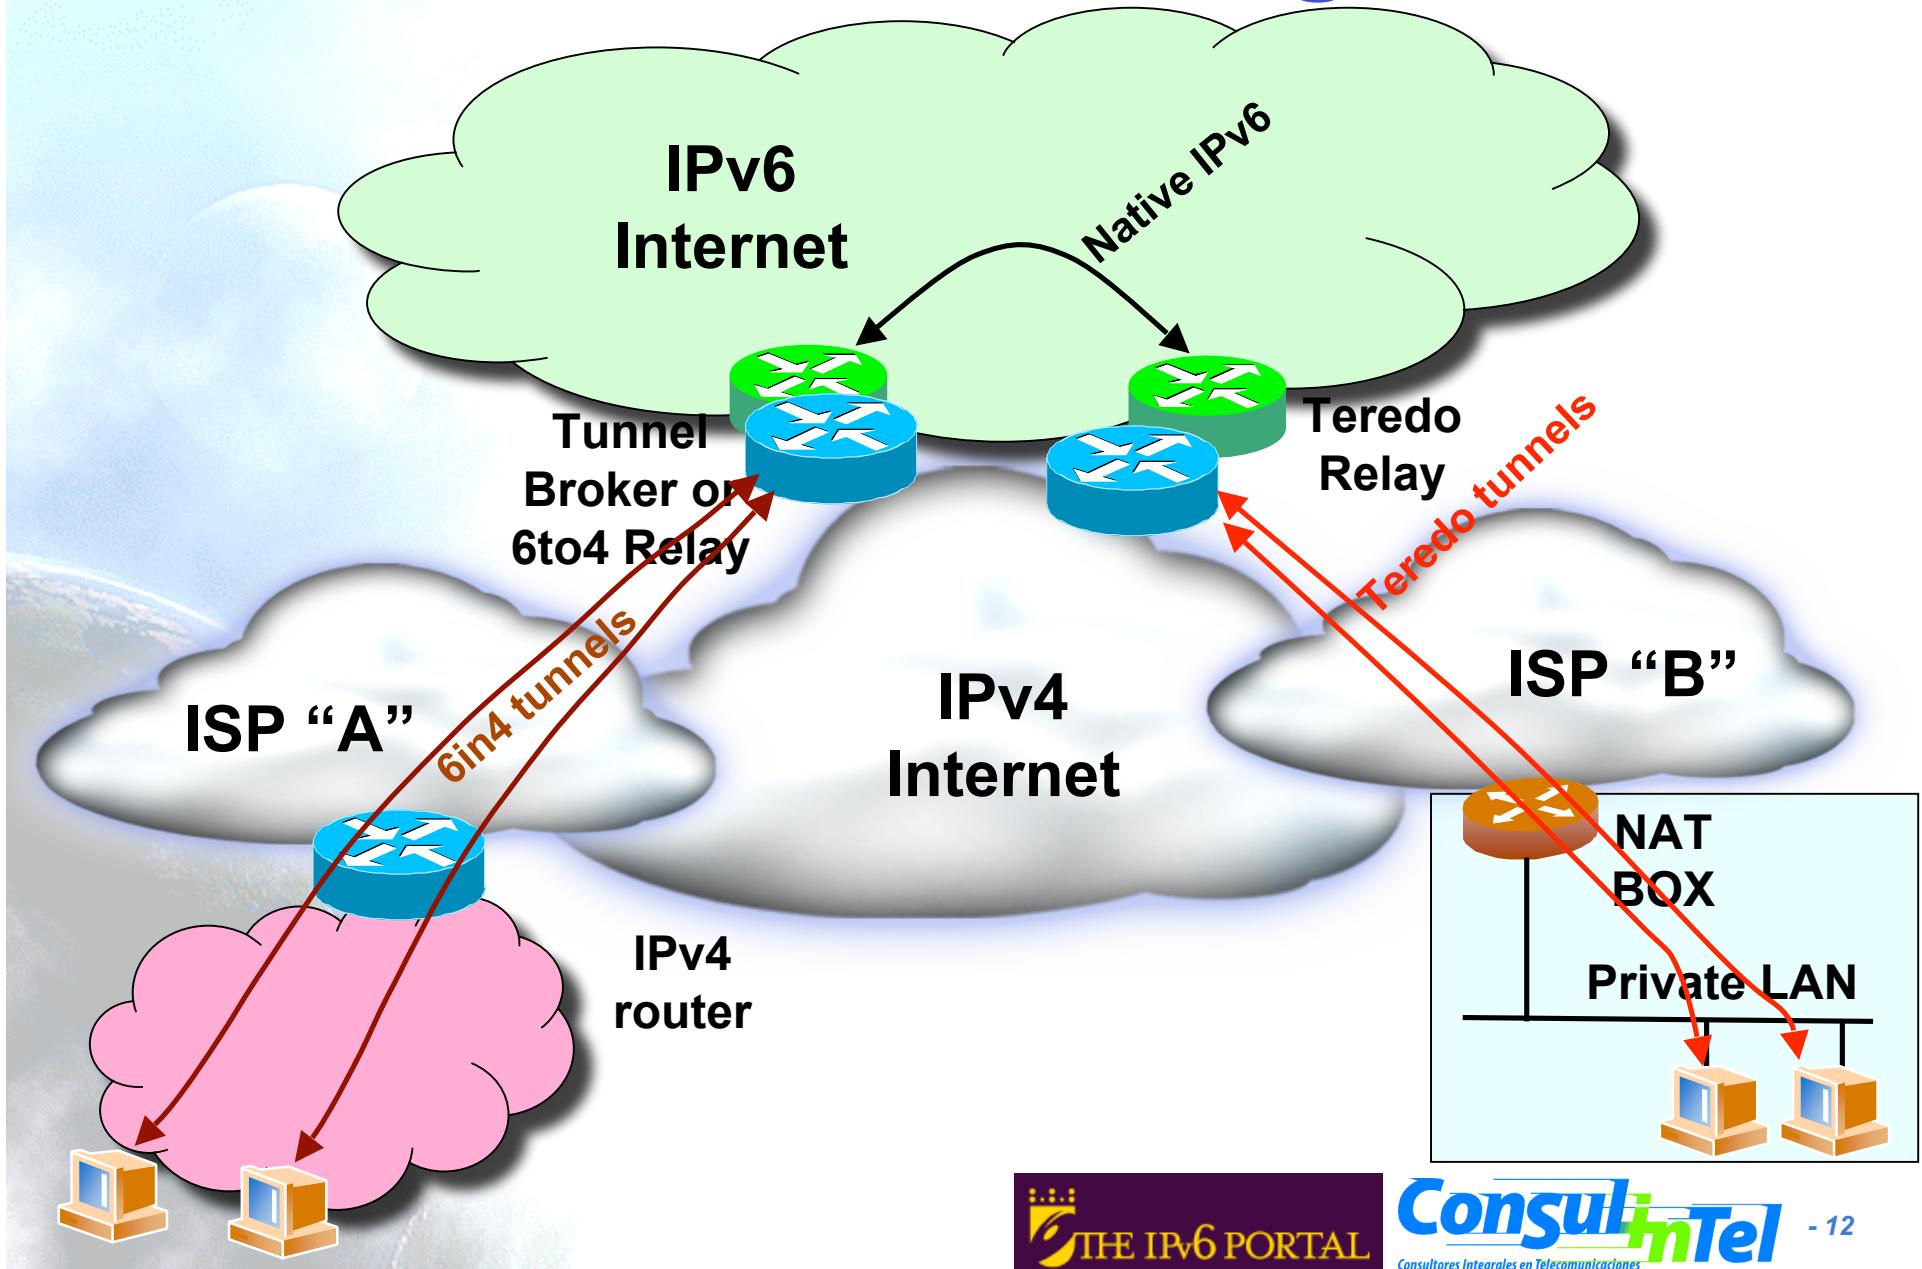 IPv6
Internet
Native IPv6
Tunnel
Broker or
6to4 Relay
Teredo
Relay
Teredo tunnels
6in4 tunnels
ISP “A”
IPv4
Internet
ISP “B”
NAT
BOX
IPv4
router
Private LAN
THE IPv6 PORTAL
ConsulinTel
Consultores Integrales en Telecomunicaciones
- 12